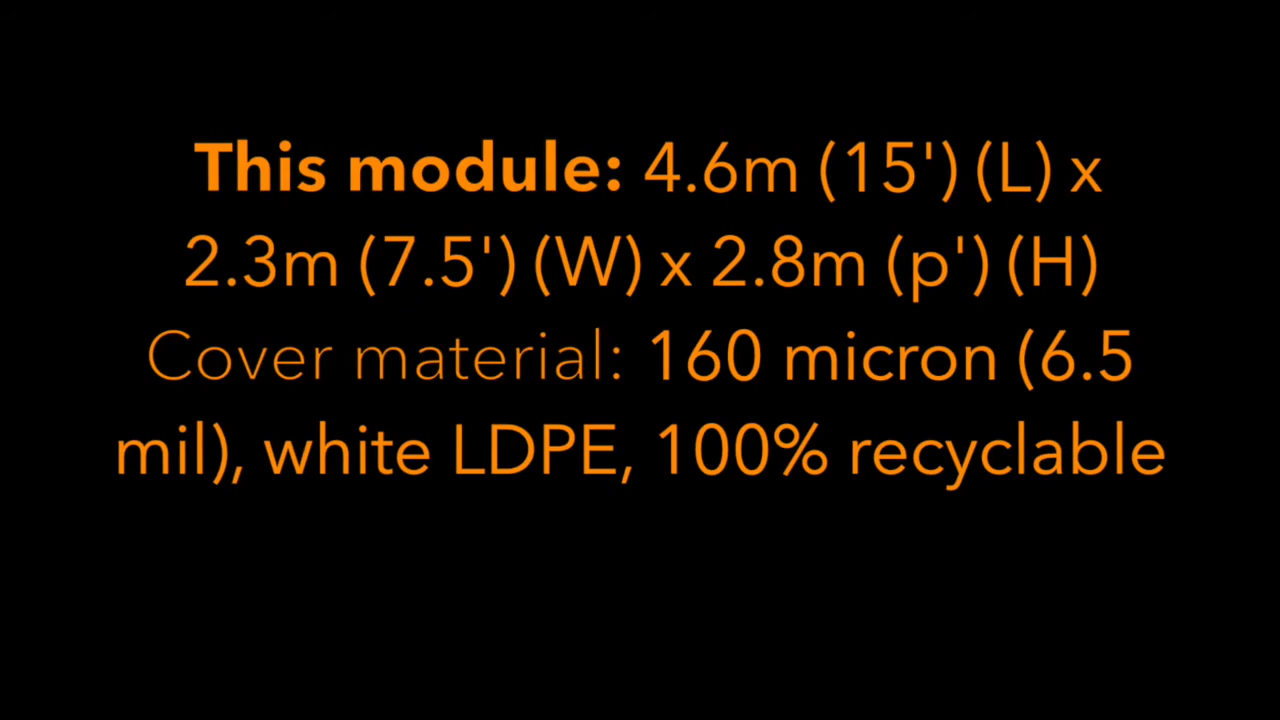 This module: 4.6m (15') (L) x
2.3m (7.5') (W) x 2.8m (p') (H)
Cover material: 160 micron (6.5
mil), white LDPE, 100% recyclable